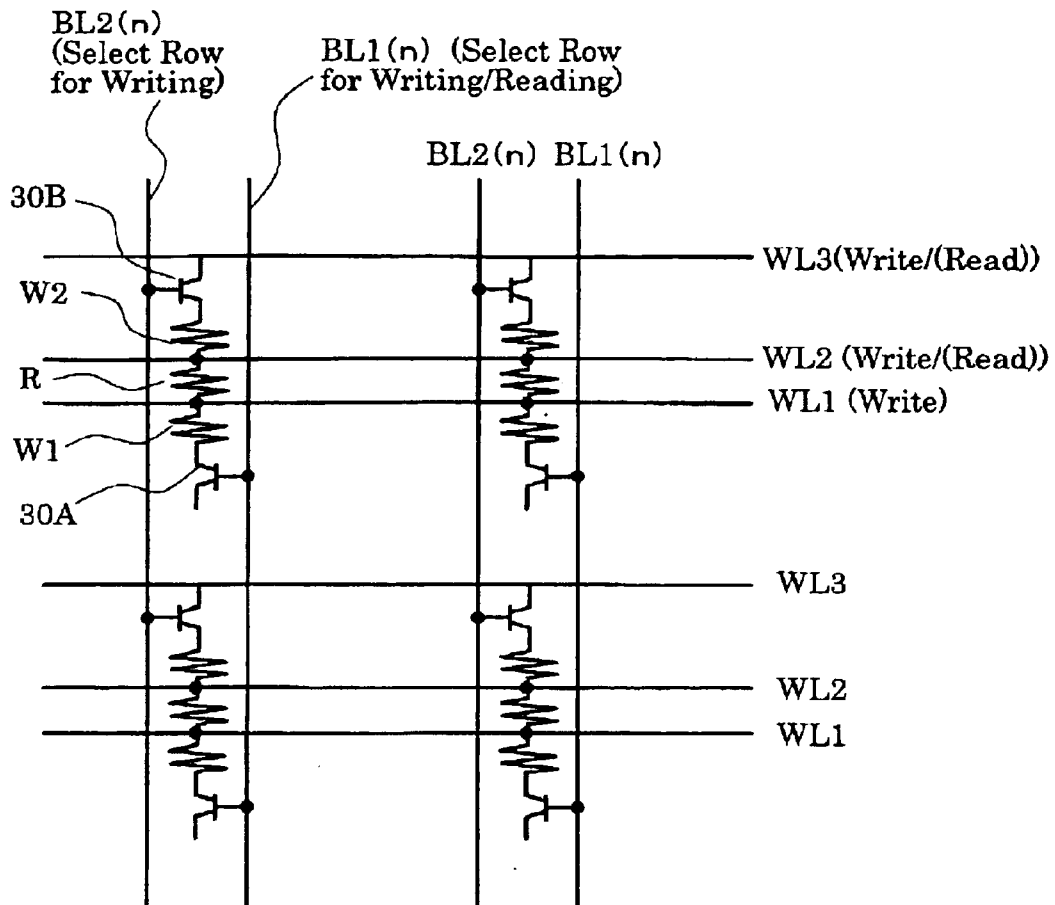 BL2(n)
(Select Row
for Writing)
BL1(n) (Select Row
for Writing/Reading)
BL2(n) BL1(n)
30B
WL3(Write/(Read))
W2
WL2 (Write/(Read))
R
WL1 (Write)
W1
30A
WL3
WL2
WL1